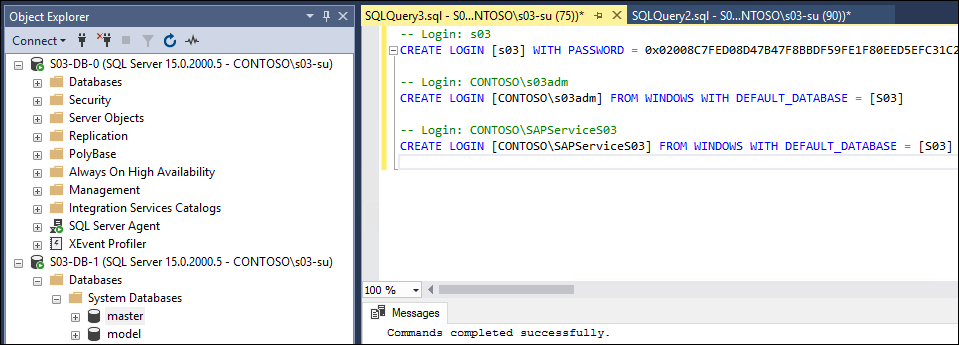 Object Explorer
Connect
S03-DB-0 (SQL Server 15.0.2000.5 - CONTOSO\s03-su)
Databases
Security
Server Objects
Replication
PolyBase
Always On High Availability
Management
Integration Services Catalogs
SQL Server Agent
XEvent Profiler
S03-DB-1 (SQL Server 15.0.2000.5 - CONTOSO\s03-su)
Databases
System Databases
master
model
SQLQuery3.sql - S0...NTOSO\s03-su (75))*
SQLQuery2.sql - S0...NTOSO\s03-su (90))*
-- Login: s03
CREATE LOGIN [s03] WITH PASSWORD = 0x02008C7FED08D47B47F8BBDF59FE1F80EED5EFC31C2
-- Login: CONTOSO\s03adm
CREATE LOGIN [CONTOSO\s03adm] FROM WINDOWS WITH DEFAULT_DATABASE = [S03]
-- Login: CONTOSO\SAPServiceS03
CREATE LOGIN [CONTOSO\SAPServiceS03] FROM WINDOWS WITH DEFAULT_DATABASE = [S03]
100 %
Messages
Commands completed successfully.